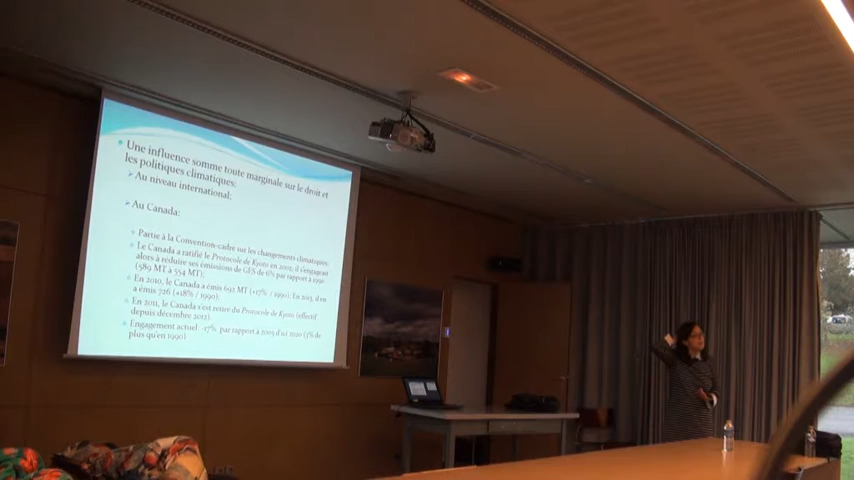 Une influence somme toute marginale sur le droit et
les politiques climatiques:
Au niveau international:
Au Canada:
Partie à la Convention-cadre sur les changements climatiques;
Le Canada a ratifié le Protocole de Kyoto en 2002; il s'engageait
alors à réduire ses émissions de GES de 6% par rapport à 1990
(589 MT à 554 MT);
En 2010, le Canada a émis 692 MT (+17% / 1990); En 2013, il en
a émis 726 (+18% / 1990);
En 2011, le Canada s'est retiré du Protocole de Kyoto (effectif
depuis décembre 2012).
Engagement actuel: -17% par rapport à 2005 d'ici 2020 (3% de
plus qu'en 1990)